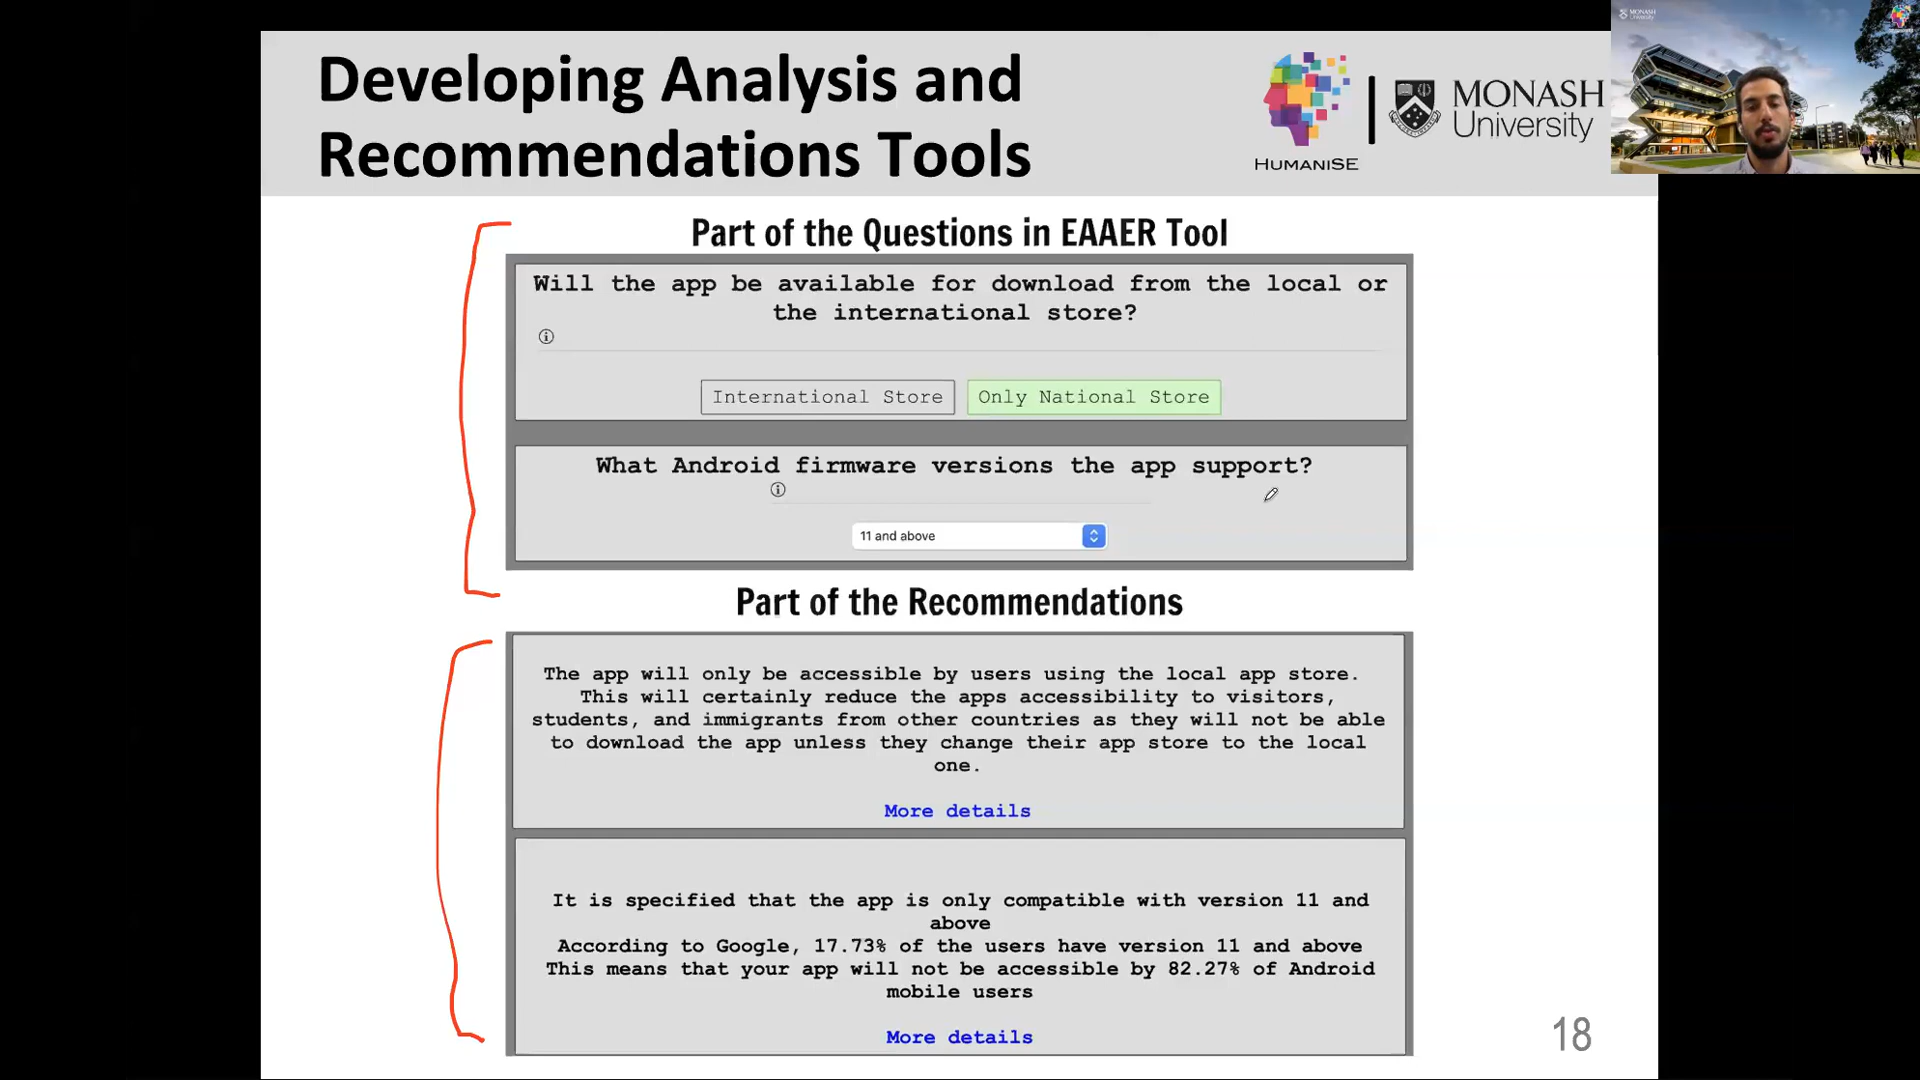 Developing Analysis and
Recommendations Tools
HUMANISE
MONASH
University
MONASH
University
Part of the Questions in EAAER Tool
Will the app be available for download from the local or
the international store?
International Store
Only National Store
What Android firmware versions the app support?
11 and above
Part of the Recommendations
The app will only be accessible by users using the local app store.
This will certainly reduce the apps accessibility to visitors,
students, and immigrants from other countries as they will not be able
to download the app unless they change their app store to the local
one.
More details
It is specified that the app is only compatible with version 11 and
above
According to Google, 17.73% of the users have version 11 and above
This means that your app will not be accessible by 82.27% of Android
mobile users
More details
18